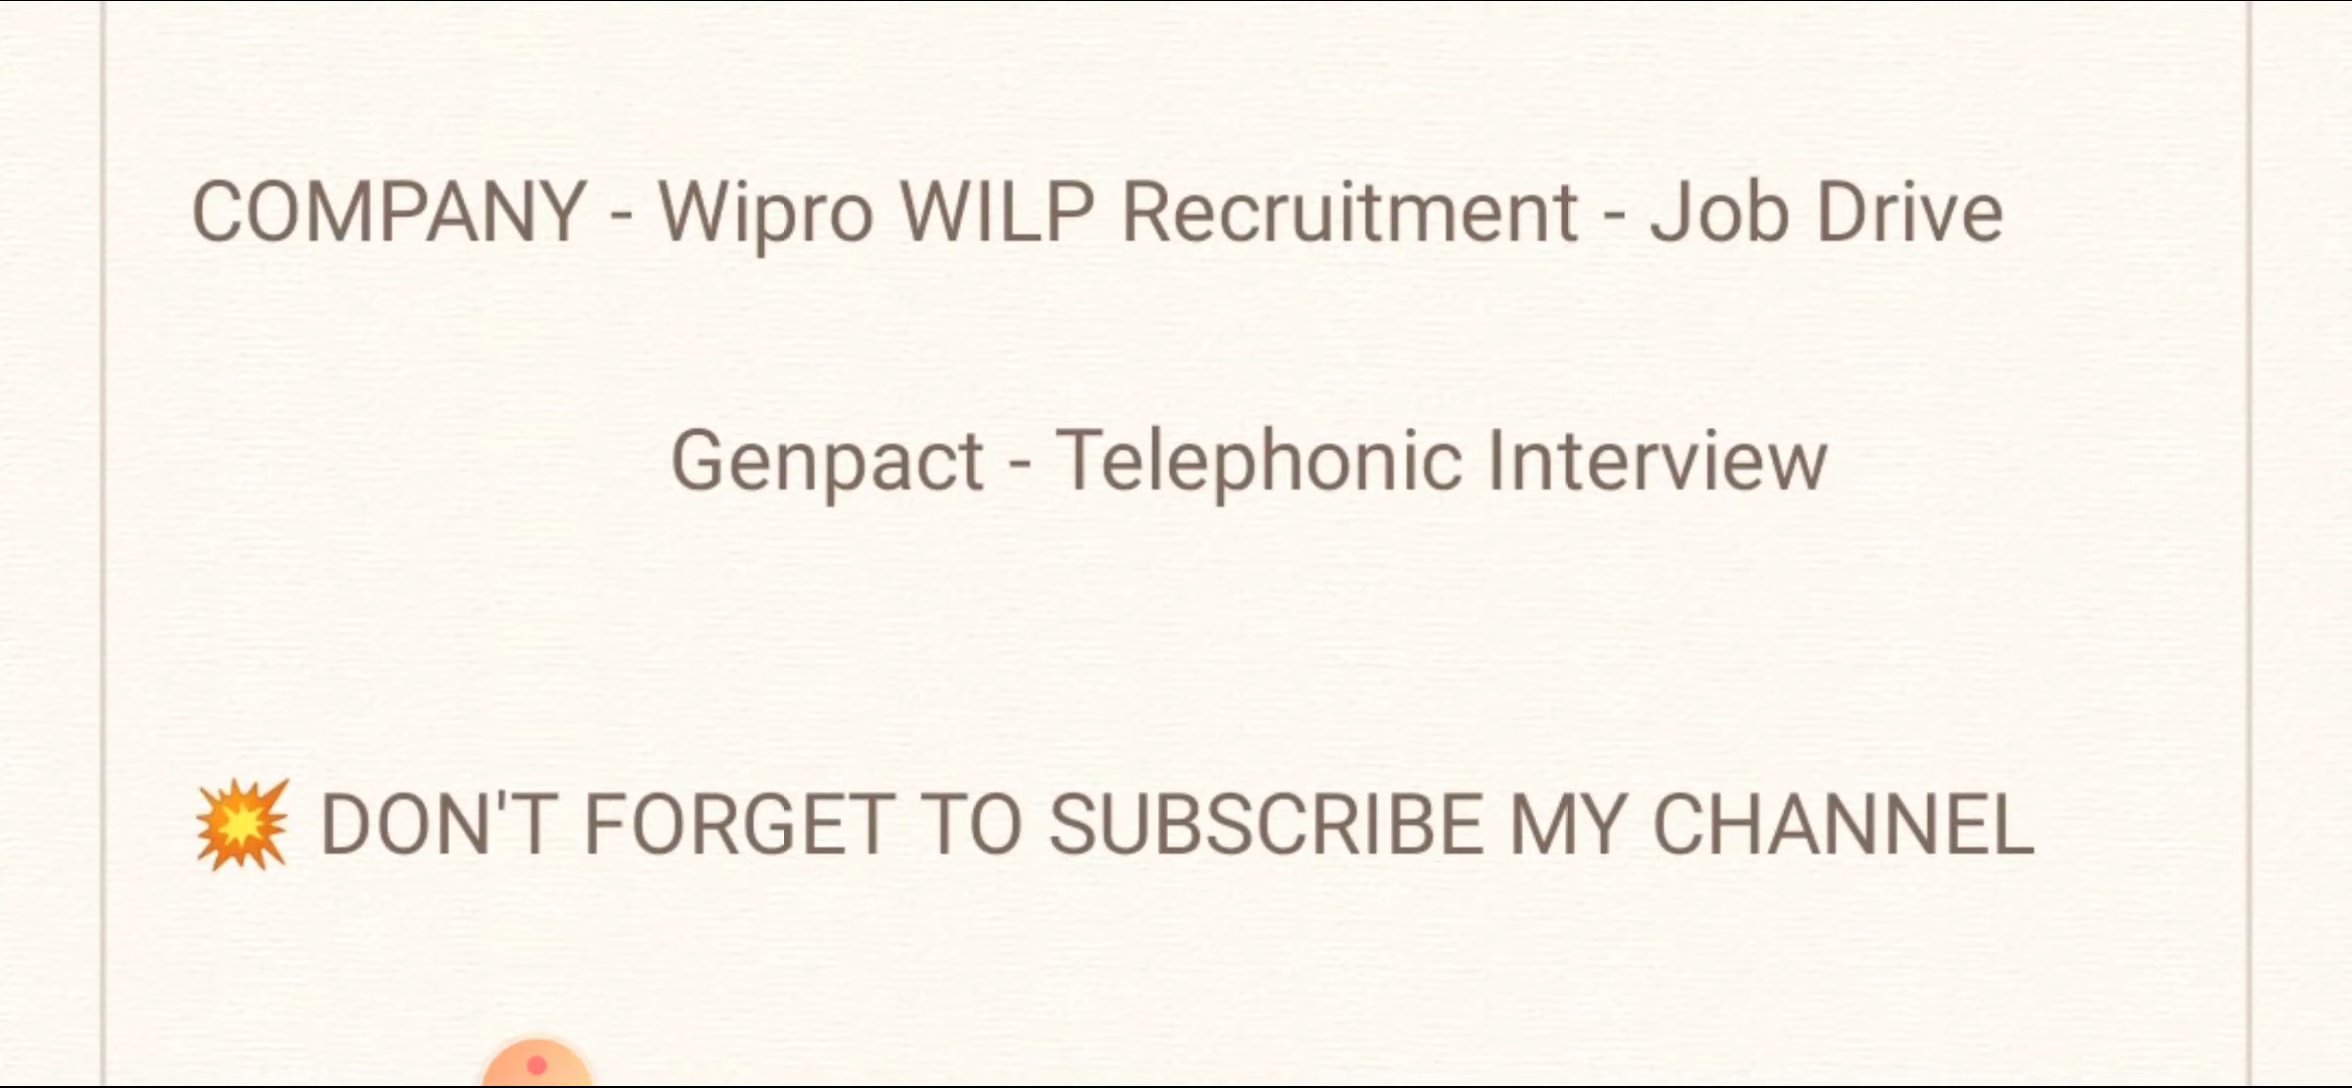 COMPANY - Wipro WILP Recruitment - Job Drive
Genpact - Telephonic Interview
💥 DON'T FORGET TO SUBSCRIBE MY CHANNEL